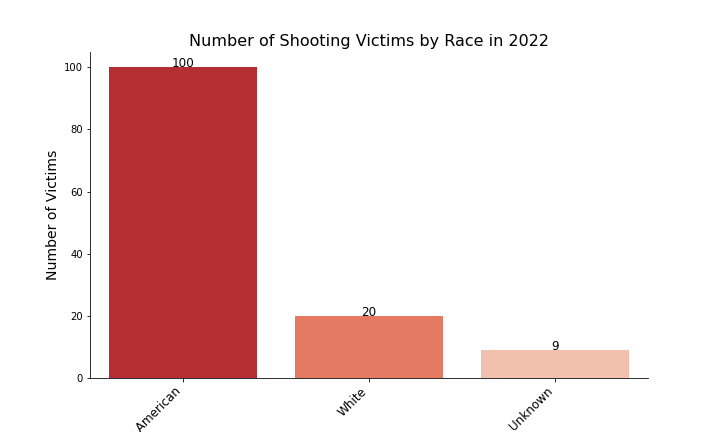 Number of Shooting Victims by Race in 2022
Number of Victims
100
80
60
40
20
0
100
20
9
American
White
Unknown